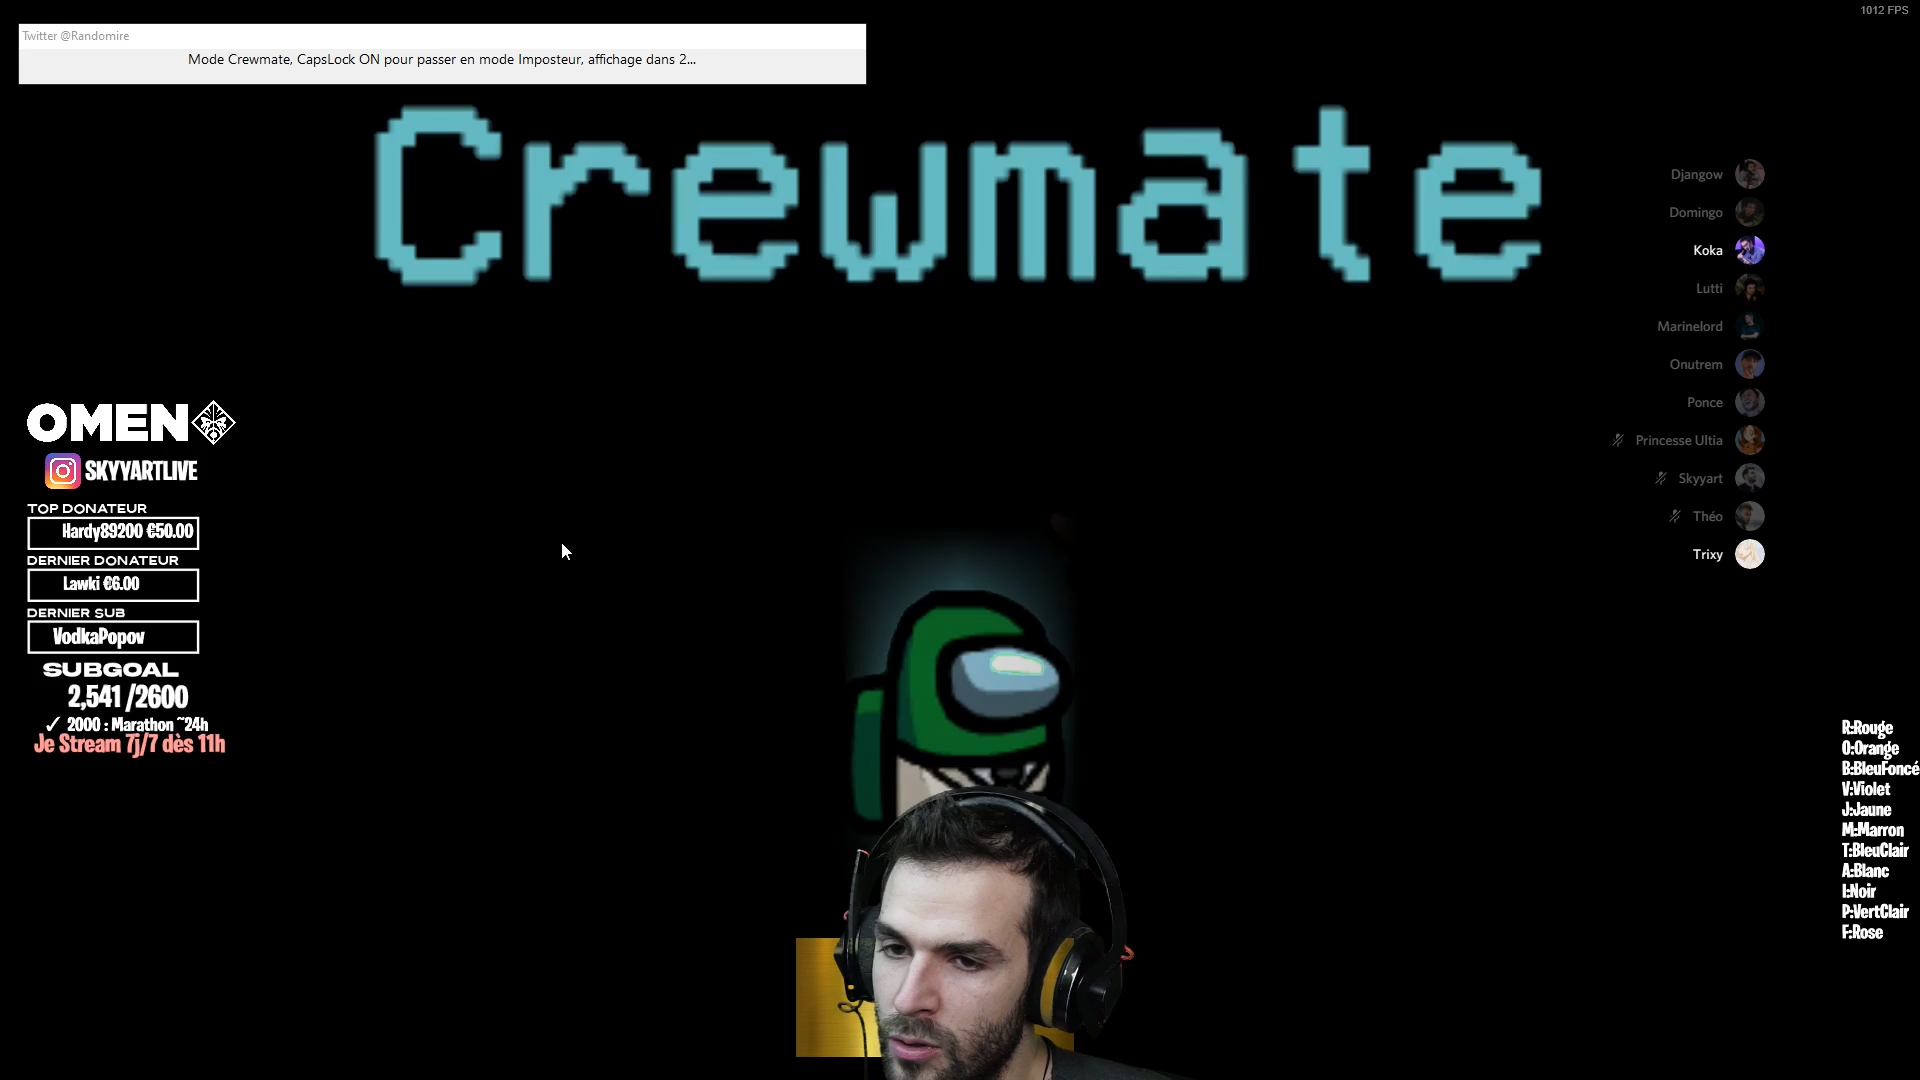 1012 FPS
Twitter @Randomire
Mode Crewmate, CapsLock ON pour passer en mode Imposteur, affichage dans 2...
Crewmate
Djangow
Domingo
Koka
Lutti
Marinelord
Onutrem
Ponce
Princesse Ultia
Skyyart
Théo
Trixy
OMEN
SKYYARTLIVE
TOP DONATEUR
Hardy89200 €50.00
DERNIER DONATEUR
Lawki €6.00
DERNIER SUB
VodkaPopov
SUBGOAL
2,541 /2600
✓ 2000 : Marathon ~24h
Je Stream 7j/7 dès 11h
R:Rouge
O:Orange
B:BleuFoncé
V:Violet
J:Jaune
M:Marron
T:BleuClair
A:Blanc
I:Noir
P:VertClair
F:Rose